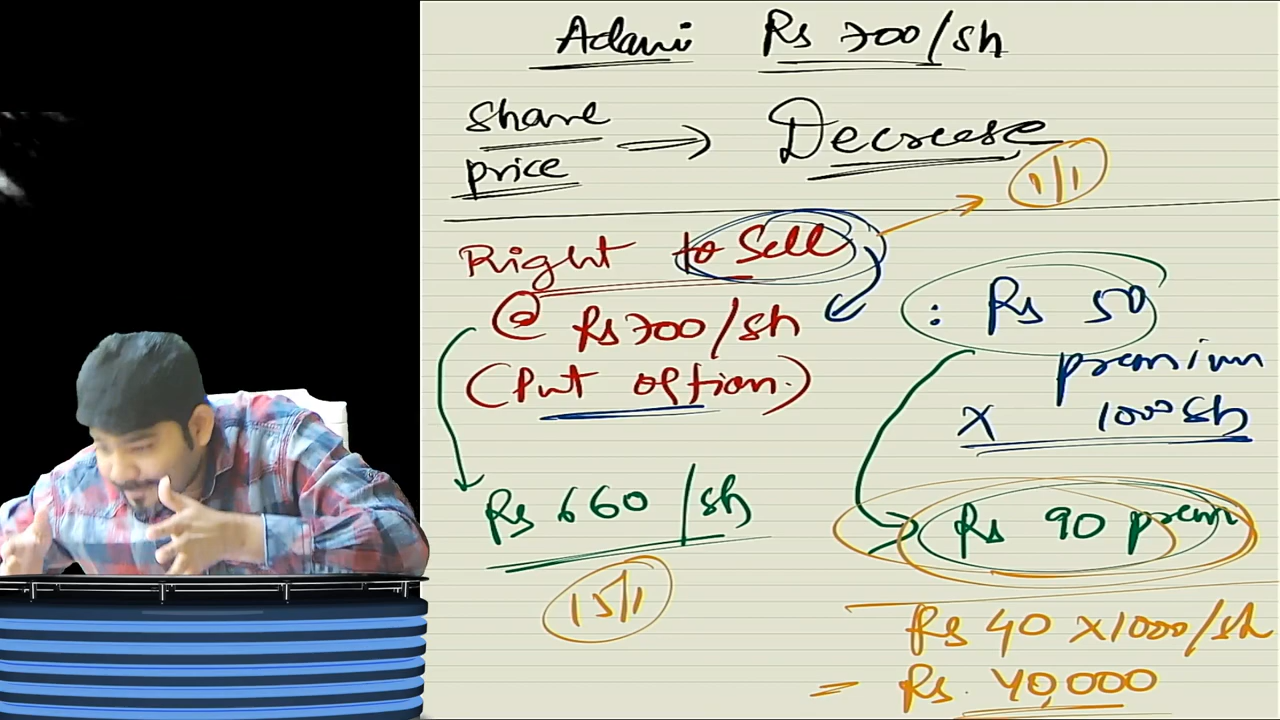 Adani Rs 700/sh
Share price ⇒ Decrease
1/1
Right to Sell
@ Rs 700/sh
(Put option.)
: Rs 50
premium
x 1000 sh
Rs 660/sh
15/1
Rs 90 prem
Rs 40 x 1000/sh
= Rs. 40,000